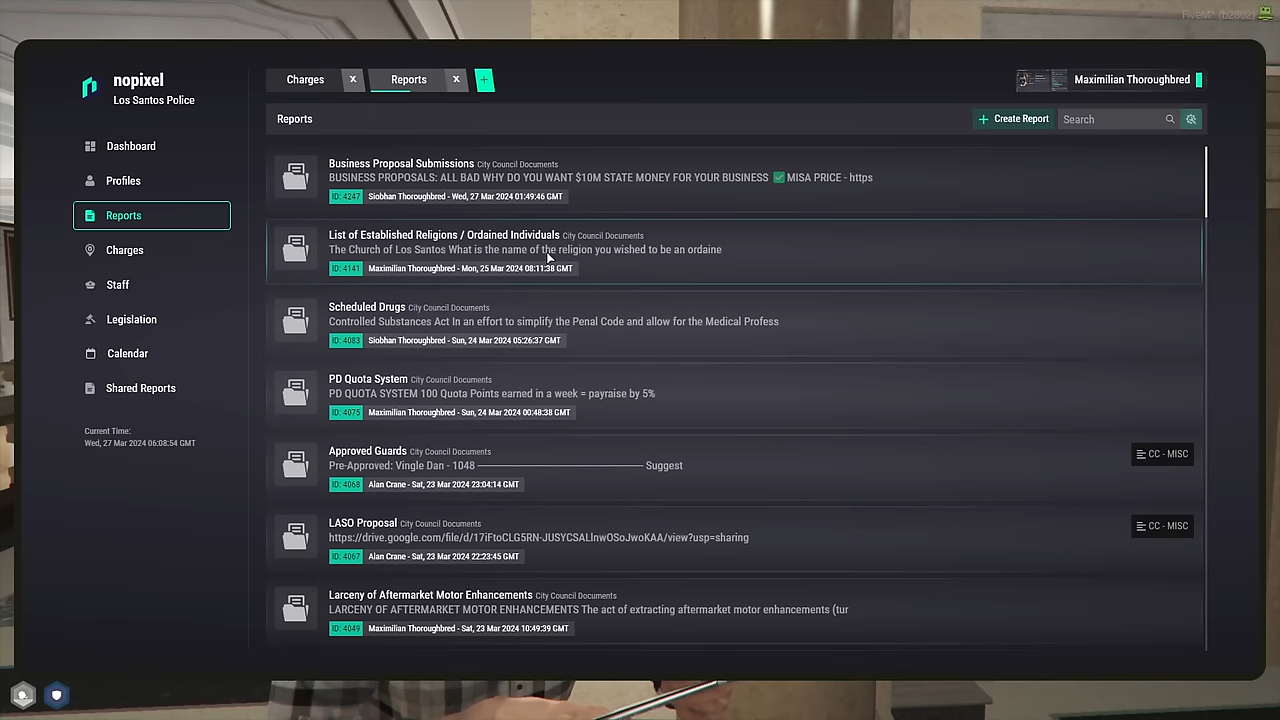 FiveM* (b2802)
nopixel
Los Santos Police
Charges x
Reports x
+
Maximilian Thoroughbred
Reports
+ Create Report
Search
Dashboard
Profiles
Reports
Charges
Staff
Legislation
Calendar
Shared Reports
Current Time:
Wed, 27 Mar 2024 06:08:54 GMT
Business Proposal Submissions City Council Documents
BUSINESS PROPOSALS: ALL BAD WHY DO YOU WANT $10M STATE MONEY FOR YOUR BUSINESS ✅ MISA PRICE - https
ID: 4247 Siobhan Thoroughbred - Wed, 27 Mar 2024 01:49:46 GMT
List of Established Religions / Ordained Individuals City Council Documents
The Church of Los Santos What is the name of the religion you wished to be an ordaine
ID: 4141 Maximilian Thoroughbred - Mon, 25 Mar 2024 08:11:38 GMT
Scheduled Drugs City Council Documents
Controlled Substances Act In an effort to simplify the Penal Code and allow for the Medical Profess
ID: 4083 Siobhan Thoroughbred - Sun, 24 Mar 2024 05:26:37 GMT
PD Quota System City Council Documents
PD QUOTA SYSTEM 100 Quota Points earned in a week = payraise by 5%
ID: 4075 Maximilian Thoroughbred - Sun, 24 Mar 2024 00:48:38 GMT
Approved Guards City Council Documents
Pre-Approved: Vingle Dan - 1048 —————————————— Suggest
ID: 4068 Alan Crane - Sat, 23 Mar 2024 23:04:14 GMT
CC - MISC
LASO Proposal City Council Documents
https://drive.google.com/file/d/17iFtoCLG5RN-JUSYCSALlnwOSoJwoKAA/view?usp=sharing
ID: 4067 Alan Crane - Sat, 23 Mar 2024 22:23:45 GMT
CC - MISC
Larceny of Aftermarket Motor Enhancements City Council Documents
LARCENY OF AFTERMARKET MOTOR ENHANCEMENTS The act of extracting aftermarket motor enhancements (tur
ID: 4049 Maximilian Thoroughbred - Sat, 23 Mar 2024 10:49:39 GMT